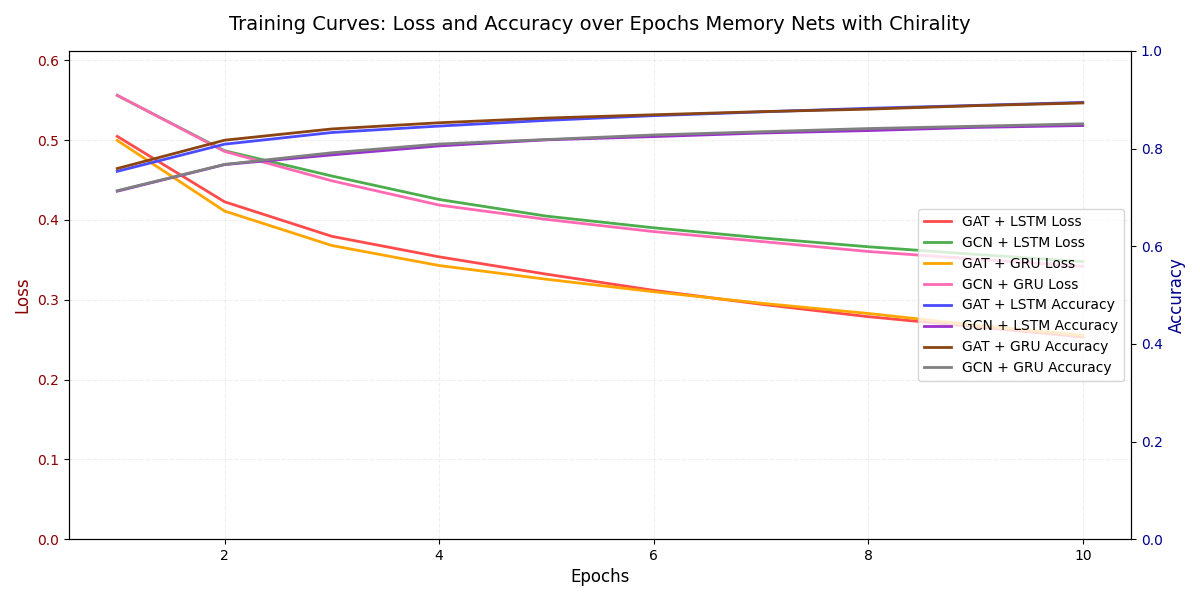 Training Curves: Loss and Accuracy over Epochs Memory Nets with Chirality
0.6
0.5
0.4
0.3
0.2
0.1
0.0
Loss
2
4
6
8
10
Epochs
1.0
0.8
0.6
0.4
0.2
0.0
Accuracy
GAT + LSTM Loss
GCN + LSTM Loss
GAT + GRU Loss
GCN + GRU Loss
GAT + LSTM Accuracy
GCN + LSTM Accuracy
GAT + GRU Accuracy
GCN + GRU Accuracy